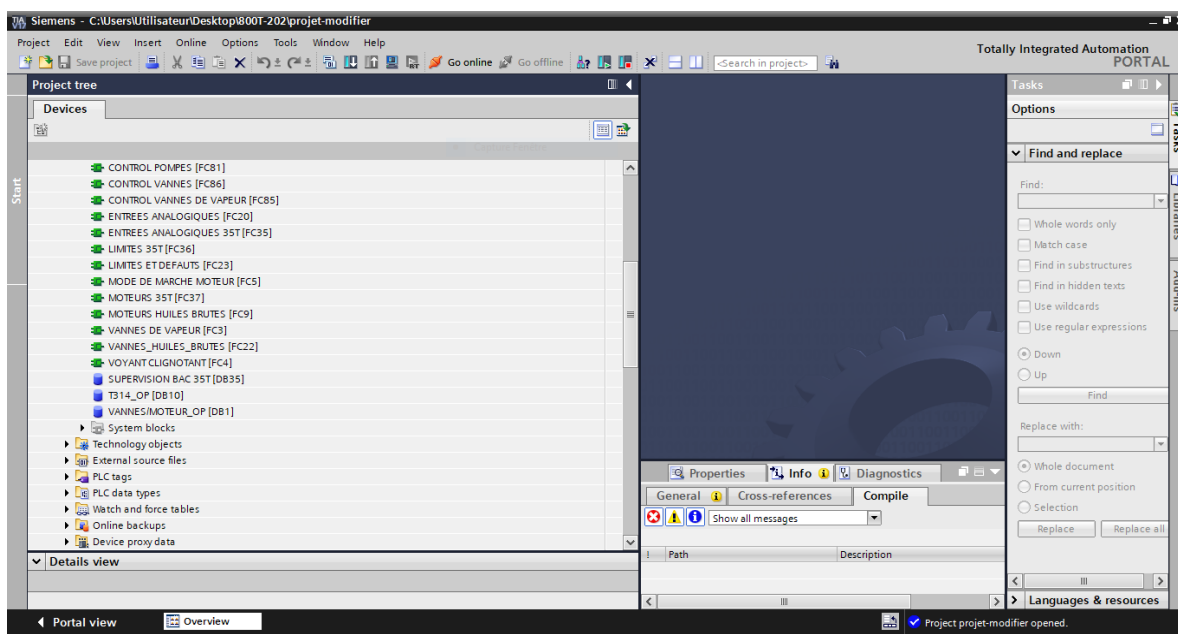 Siemens - C:\Users\Utilisateur\Desktop\800T-202\projet-modifier
Project Edit View Insert Online Options Tools Window Help
Totally Integrated Automation
PORTAL
Save project
Go online
Go offline
<Search in project>
Project tree
Devices
Start
CONTROL POMPES [FC81]
CONTROL VANNES [FC86]
CONTROL VANNES DE VAPEUR [FC85]
ENTREES ANALOGIQUES [FC20]
ENTREES ANALOGIQUES 35T [FC35]
LIMITES 35T [FC36]
LIMITES ET DEFAUTS [FC23]
MODE DE MARCHE MOTEUR [FC5]
MOTEURS 35T [FC37]
MOTEURS HUILES BRUTES [FC9]
VANNES DE VAPEUR [FC3]
VANNES_HUILES_BRUTES [FC22]
VOYANT CLIGNOTANT [FC4]
SUPERVISION BAC 35T [DB35]
T314_OP [DB10]
VANNES/MOTEUR_OP [DB1]
System blocks
Technology objects
External source files
PLC tags
PLC data types
Watch and force tables
Online backups
Device proxy data
Details view
Properties
Info
Diagnostics
General
Cross-references
Compile
Show all messages
! Path Description
Tasks
Options
Find and replace
Find:
Whole words only
Match case
Find in substructures
Find in hidden texts
Use wildcards
Use regular expressions
Down
Up
Find
Replace with:
Whole document
From current position
Selection
Replace
Replace all
Languages & resources
Tasks
Libraries
Add-ins
Portal view
Overview
Project projet-modifier opened.